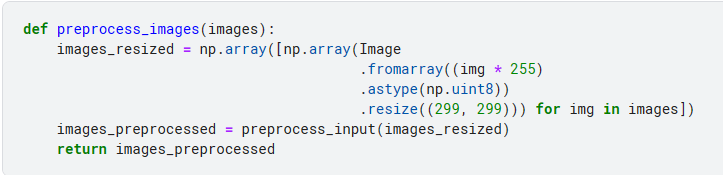 def preprocess_images(images):
    images_resized = np.array([np.array(Image
                                        .fromarray((img * 255)
                                        .astype(np.uint8))
                                        .resize((299, 299))) for img in images])
    images_preprocessed = preprocess_input(images_resized)
    return images_preprocessed